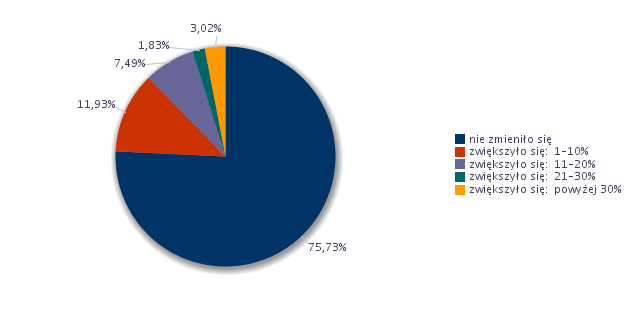 3,02%
1,83%
7,49%
11,93%
75,73%
nie zmieniło się
zwiększyło się: 1-10%
zwiększyło się: 11-20%
zwiększyło się: 21-30%
zwiększyło się: powyżej 30%